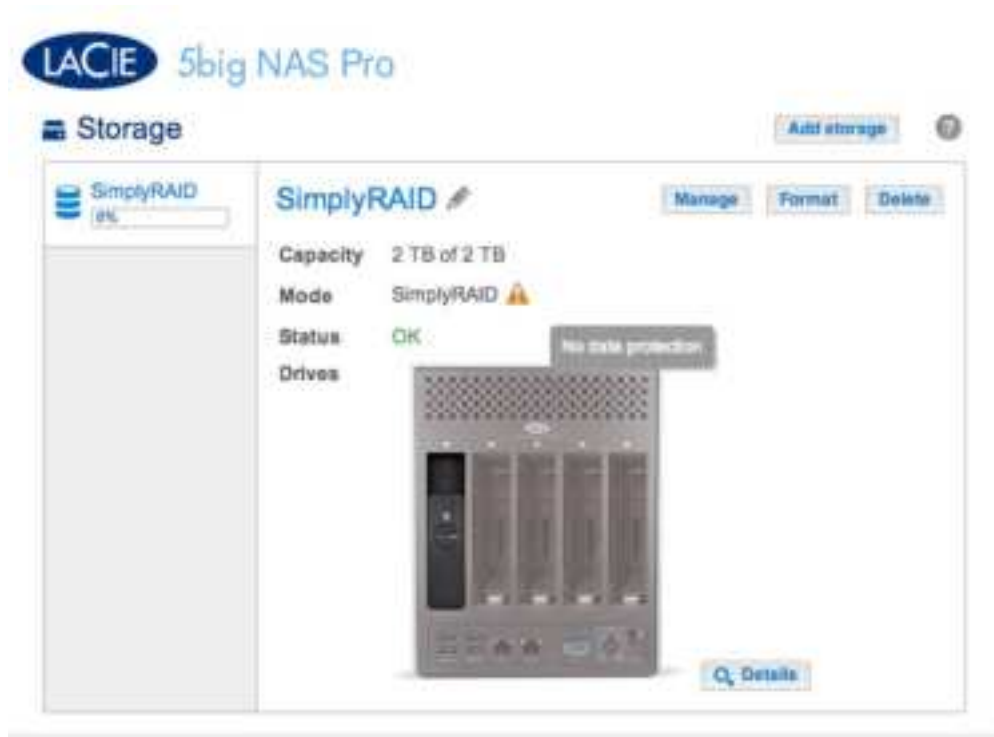 LACIE 5big NAS Pro
Storage
Add storage
?
SimplyRAID
0%
SimplyRAID
Manage Format Delete
Capacity 2 TB of 2 TB
Mode SimplyRAID
Status OK
No data protection
Drives
Details